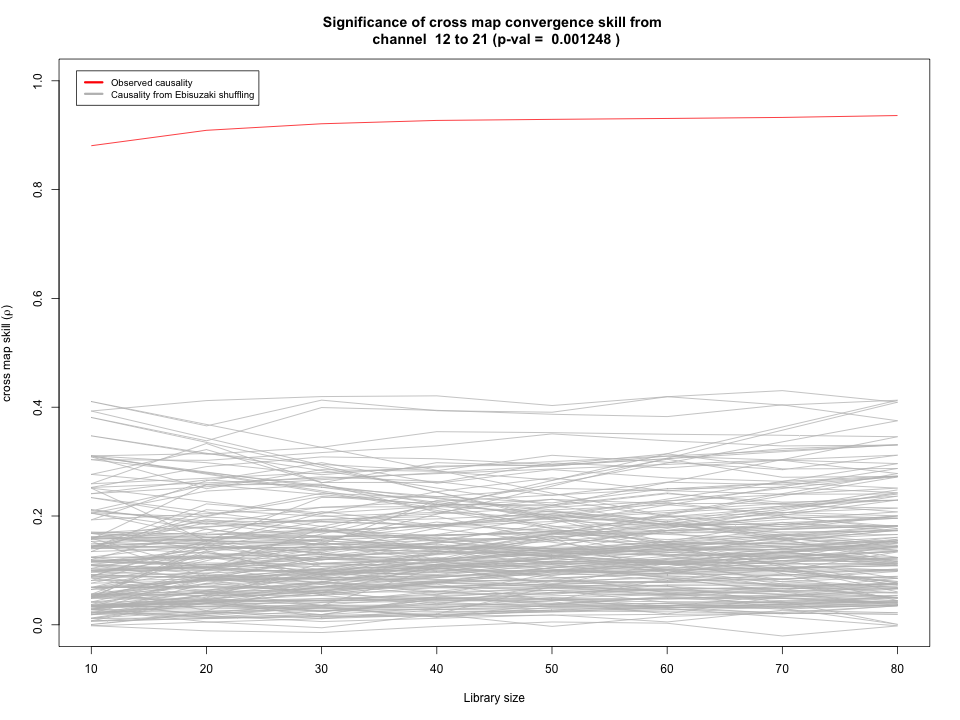 Significance of cross map convergence skill from
channel  12 to 21 (p-val =  0.001248 )
Observed causality
Causality from Ebisuzaki shuffling
1.0
0.8
0.6
0.4
0.2
0.0
cross map skill (ρ)
10 20 30 40 50 60 70 80
Library size